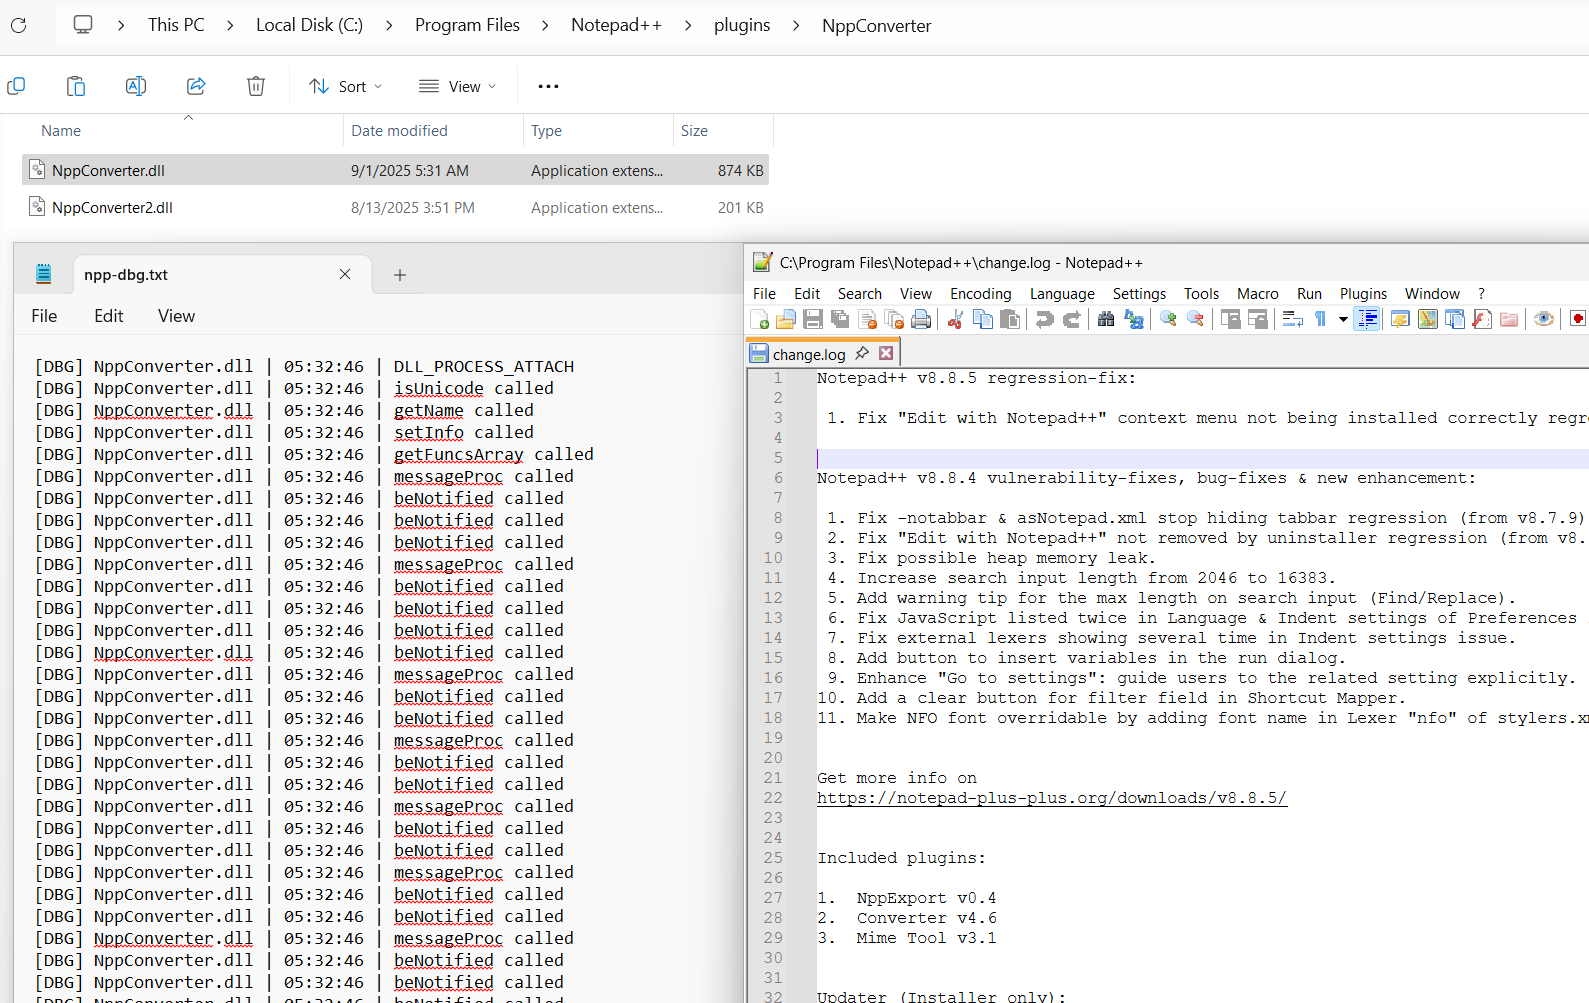 This PC > Local Disk (C:) > Program Files > Notepad++ > plugins > NppConverter
Sort View
Name Date modified Type Size
NppConverter.dll 9/1/2025 5:31 AM Application extens... 874 KB
NppConverter2.dll 8/13/2025 3:51 PM Application extens... 201 KB
npp-dbg.txt
File Edit View
[DBG] NppConverter.dll | 05:32:46 | DLL_PROCESS_ATTACH
[DBG] NppConverter.dll | 05:32:46 | isUnicode called
[DBG] NppConverter.dll | 05:32:46 | getName called
[DBG] NppConverter.dll | 05:32:46 | setInfo called
[DBG] NppConverter.dll | 05:32:46 | getFuncsArray called
[DBG] NppConverter.dll | 05:32:46 | messageProc called
[DBG] NppConverter.dll | 05:32:46 | beNotified called
[DBG] NppConverter.dll | 05:32:46 | beNotified called
[DBG] NppConverter.dll | 05:32:46 | beNotified called
[DBG] NppConverter.dll | 05:32:46 | messageProc called
[DBG] NppConverter.dll | 05:32:46 | beNotified called
[DBG] NppConverter.dll | 05:32:46 | beNotified called
[DBG] NppConverter.dll | 05:32:46 | beNotified called
[DBG] NppConverter.dll | 05:32:46 | beNotified called
[DBG] NppConverter.dll | 05:32:46 | messageProc called
[DBG] NppConverter.dll | 05:32:46 | beNotified called
[DBG] NppConverter.dll | 05:32:46 | beNotified called
[DBG] NppConverter.dll | 05:32:46 | messageProc called
[DBG] NppConverter.dll | 05:32:46 | beNotified called
[DBG] NppConverter.dll | 05:32:46 | beNotified called
[DBG] NppConverter.dll | 05:32:46 | messageProc called
[DBG] NppConverter.dll | 05:32:46 | beNotified called
[DBG] NppConverter.dll | 05:32:46 | beNotified called
[DBG] NppConverter.dll | 05:32:46 | messageProc called
[DBG] NppConverter.dll | 05:32:46 | beNotified called
[DBG] NppConverter.dll | 05:32:46 | beNotified called
[DBG] NppConverter.dll | 05:32:46 | messageProc called
[DBG] NppConverter.dll | 05:32:46 | beNotified called
[DBG] NppConverter.dll | 05:32:46 | beNotified called
C:\Program Files\Notepad++\change.log - Notepad++
File Edit Search View Encoding Language Settings Tools Macro Run Plugins Window ?
change.log
1 Notepad++ v8.8.5 regression-fix:
2
3 1. Fix "Edit with Notepad++" context menu not being installed correctly regr
4
5
6 Notepad++ v8.8.4 vulnerability-fixes, bug-fixes & new enhancement:
7
8 1. Fix -notabbar & asNotepad.xml stop hiding tabbar regression (from v8.7.9)
9 2. Fix "Edit with Notepad++" not removed by uninstaller regression (from v8.
10 3. Fix possible heap memory leak.
11 4. Increase search input length from 2046 to 16383.
12 5. Add warning tip for the max length on search input (Find/Replace).
13 6. Fix JavaScript listed twice in Language & Indent settings of Preferences
14 7. Fix external lexers showing several time in Indent settings issue.
15 8. Add button to insert variables in the run dialog.
16 9. Enhance "Go to settings": guide users to the related setting explicitly.
17 10. Add a clear button for filter field in Shortcut Mapper.
18 11. Make NFO font overridable by adding font name in Lexer "nfo" of stylers.x
19
20
21 Get more info on
22 https://notepad-plus-plus.org/downloads/v8.8.5/
23
24
25 Included plugins:
26
27 1. NppExport v0.4
28 2. Converter v4.6
29 3. Mime Tool v3.1
30
31
32 Updater (Installer only):